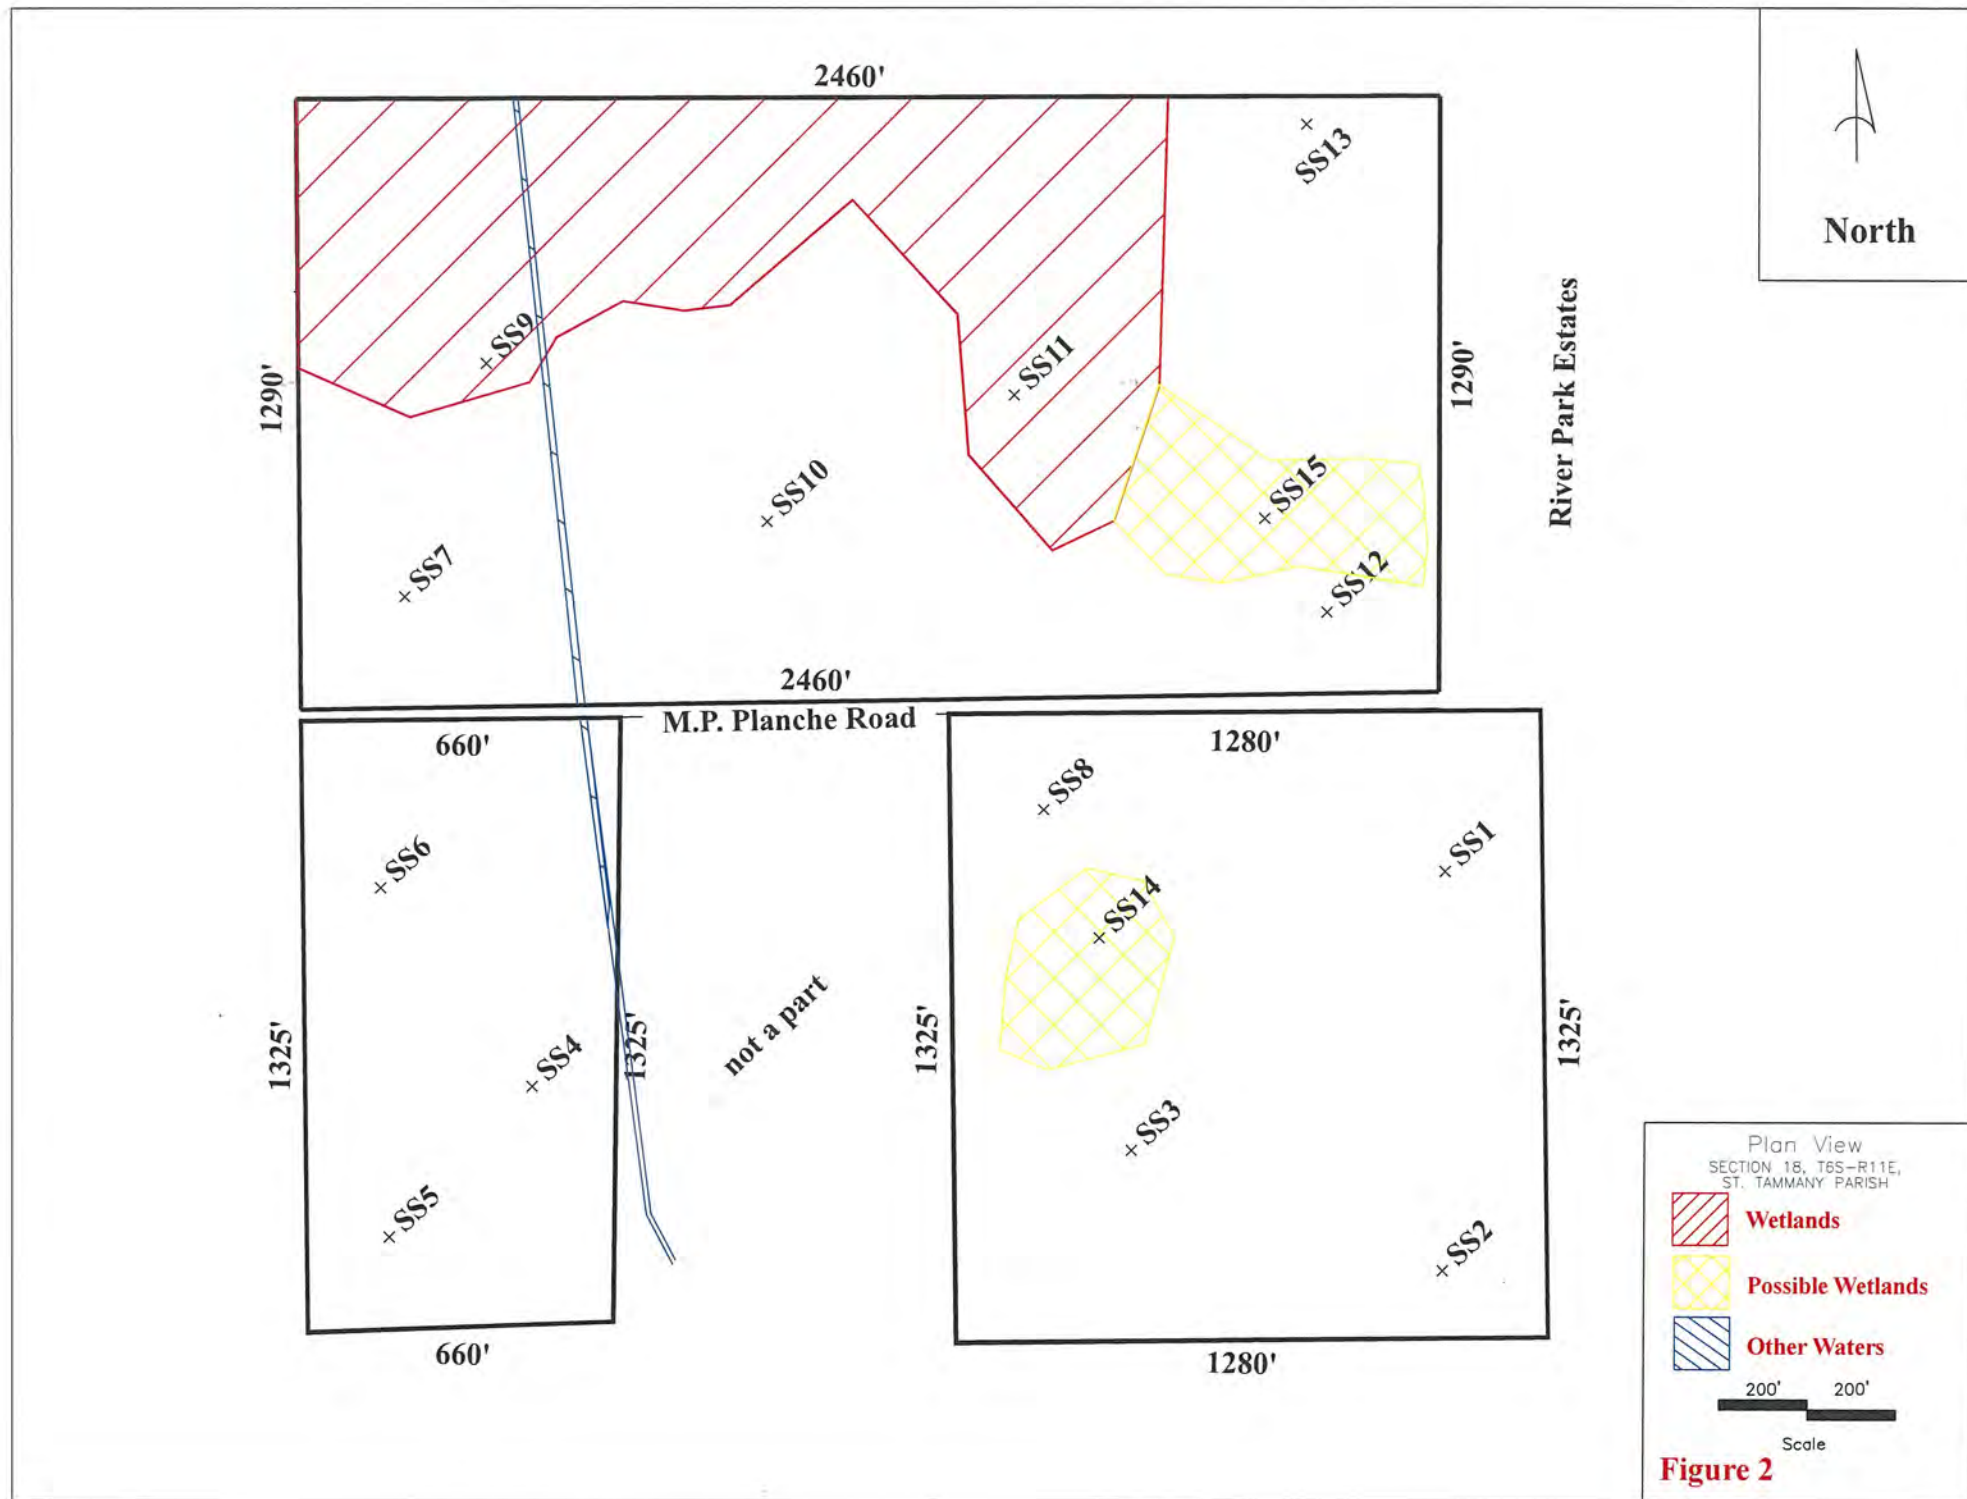 2460'
SS13
North
SS9
SS11
1290'
1290'
River Park Estates
SS10
SS15
SS7
SS12
2460'
M.P. Planche Road
660'
1280'
SS8
SS6
SS1
SS14
not a part
1325'
SS4
1325'
1325'
1325'
SS3
SS5
SS2
660'
1280'
Plan View
SECTION 18, T6S-R11E,
ST. TAMMANY PARISH
Wetlands
Possible Wetlands
Other Waters
200' 200'
Scale
Figure 2